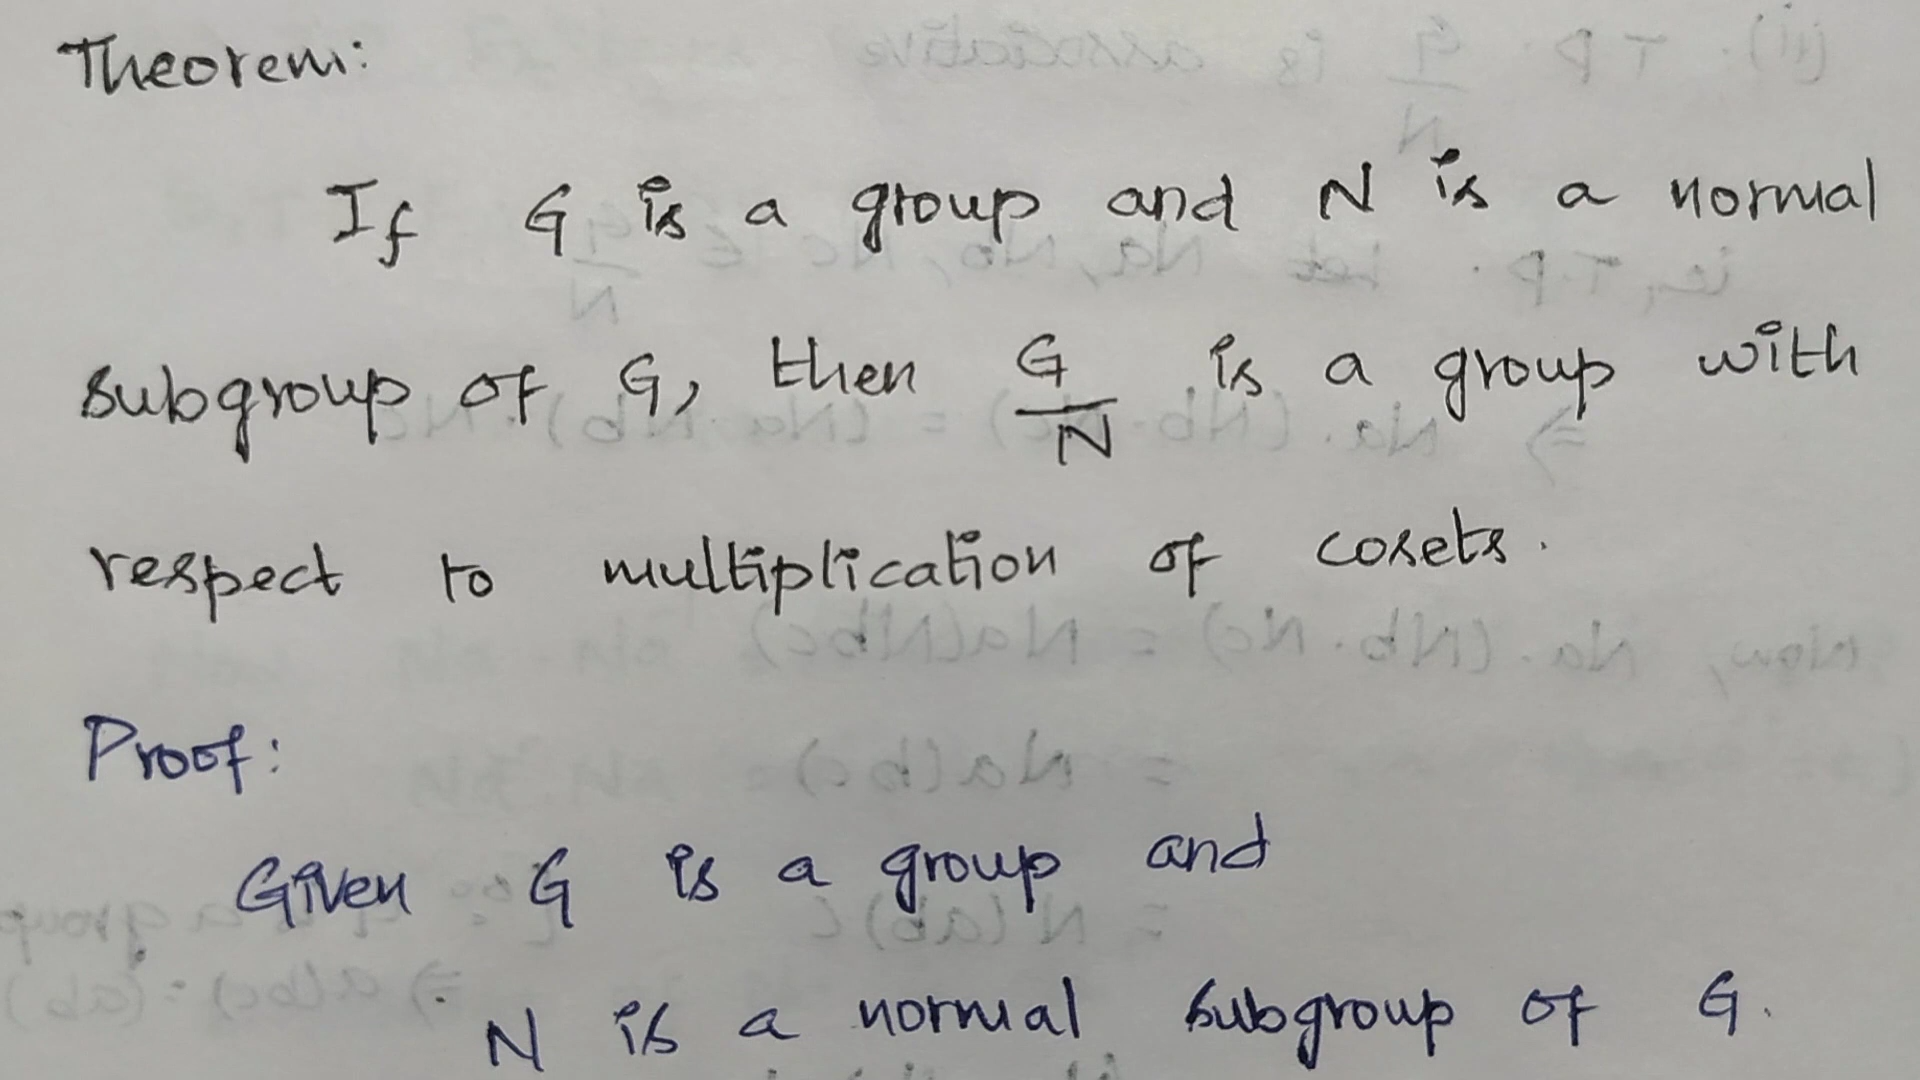 Theorem:
If G is a group and N is a normal
subgroup of G, then G/N is a group with
respect to multiplication of cosets.
Proof:
Given G is a group and
N is a normal subgroup of G.